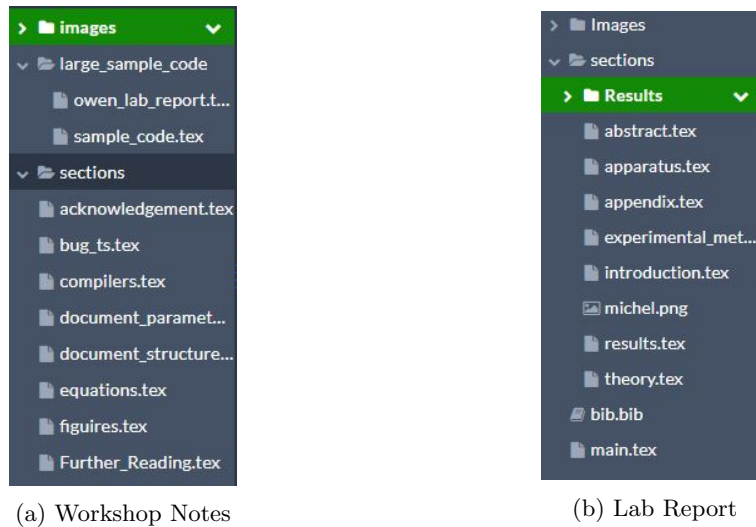 images
large_sample_code
owen_lab_report.t...
sample_code.tex
sections
acknowledgement.tex
bug_ts.tex
compilers.tex
document_paramet...
document_structure...
equations.tex
figuires.tex
Further_Reading.tex
(a) Workshop Notes
Images
sections
Results
abstract.tex
apparatus.tex
appendix.tex
experimental_met...
introduction.tex
michel.png
results.tex
theory.tex
bib.bib
main.tex
(b) Lab Report